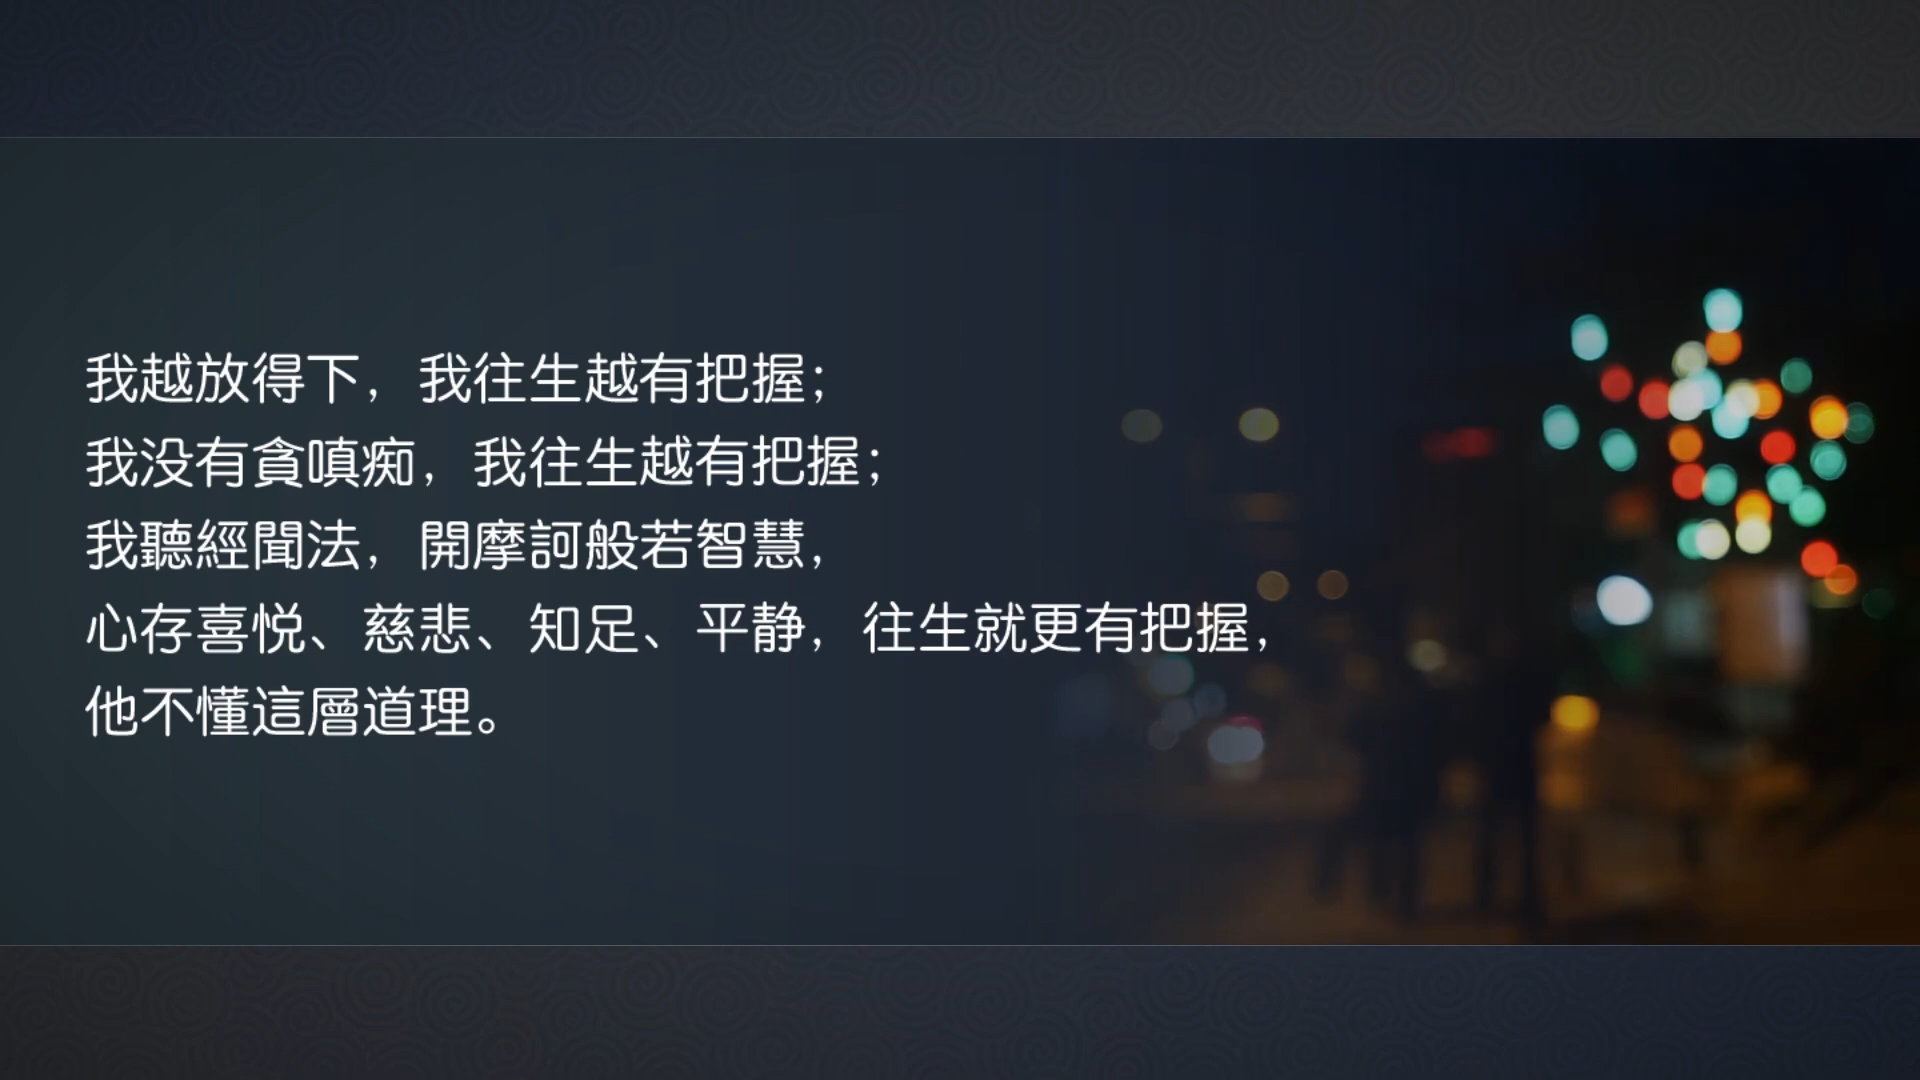 我越放得下，我往生越有把握；
我没有貪嗔痴，我往生越有把握；
我聽經聞法，開摩訶般若智慧，
心存喜悦、慈悲、知足、平静，往生就更有把握，
他不懂這層道理。